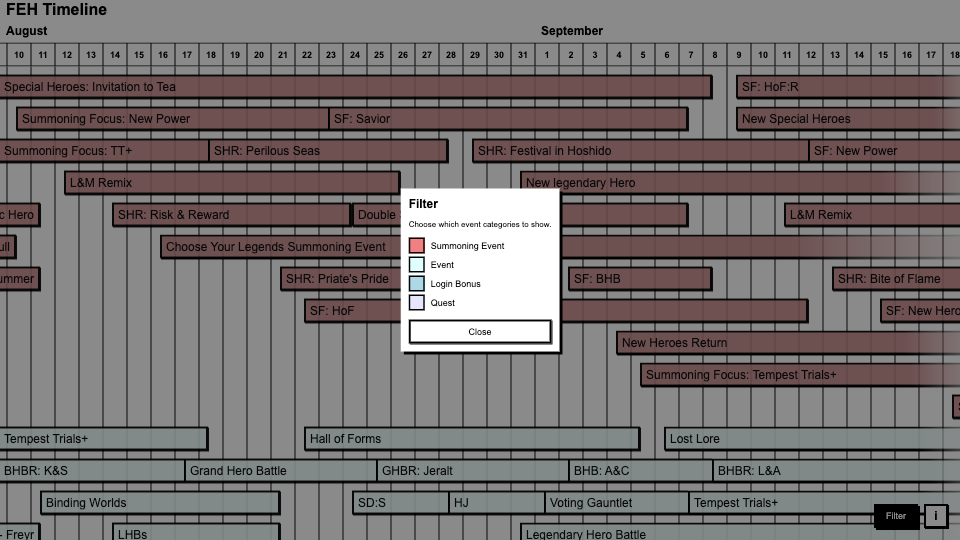 FEH Timeline
August September
10 11 12 13 14 15 16 17 18 19 20 21 22 23 24 25 26 27 28 29 30 31 1 2 3 4 5 6 7 8 9 10 11 12 13 14 15 16 17 18
Special Heroes: Invitation to Tea SF: HoF:R
Summoning Focus: New Power SF: Savior New Special Heroes
Summoning Focus: TT+ SHR: Perilous Seas SHR: Festival in Hoshido SF: New Power
L&M Remix New legendary Hero
c Hero SHR: Risk & Reward Double L&M Remix
ull Choose Your Legends Summoning Event
ummer SHR: Priate's Pride SF: BHB SHR: Bite of Flame
SF: HoF SF: New Hero
New Heroes Return
Summoning Focus: Tempest Trials+
Filter
Choose which event categories to show.
Summoning Event
Event
Login Bonus
Quest
Close
Tempest Trials+ Hall of Forms Lost Lore
BHBR: K&S Grand Hero Battle GHBR: Jeralt BHB: A&C BHBR: L&A
Binding Worlds SD:S HJ Voting Gauntlet Tempest Trials+
- Freyr LHBs Legendary Hero Battle
Filter i